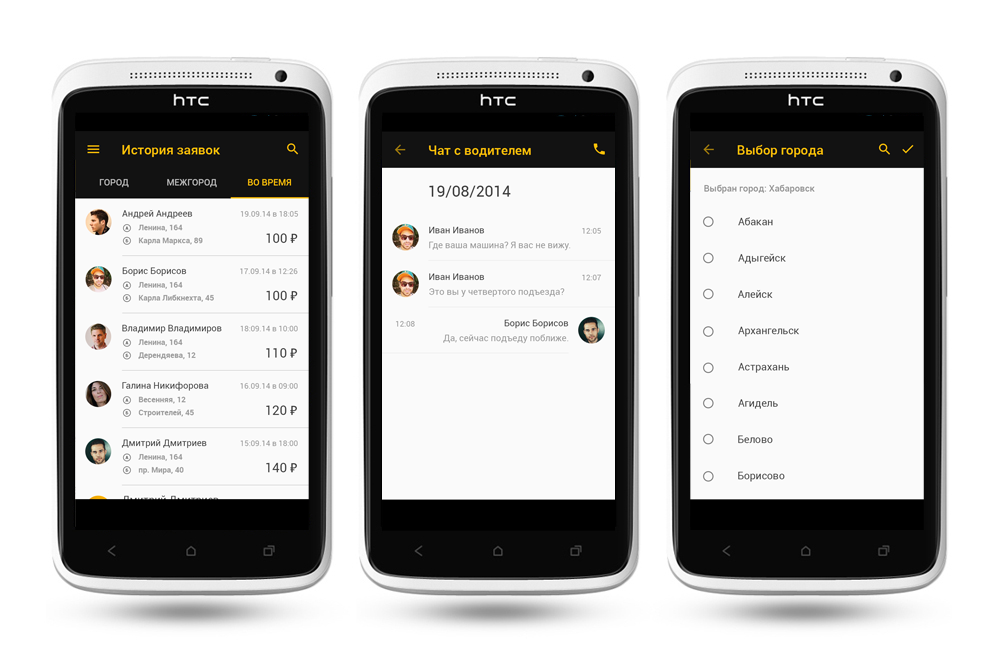 hTC
История заявок
ГОРОД МЕЖГОРОД ВО ВРЕМЯ
Андрей Андреев 19.09.14 в 18:05
А Ленина, 164
Б Карла Маркса, 89 100 ₽
Борис Борисов 17.09.14 в 12:26
А Ленина, 164
Б Карла Либкнехта, 45 100 ₽
Владимир Владимиров 18:09.14 в 10:00
А Ленина, 164
Б Дерендяева, 12 110 ₽
Галина Никифорова 16.09.14 в 09:00
А Весенняя, 12
Б Строителей, 45 120 ₽
Дмитрий Дмитриев 15:09.14 в 18:00
А Ленина, 164
Б пр. Мира, 40 140 ₽
Дмитрий Дмитриев
hTC
Чат с водителем
19/08/2014
Иван Иванов 12:05
Где ваша машина? Я вас не вижу.
Иван Иванов 12:07
Это вы у четвертого подъезда?
12:08 Борис Борисов
Да, сейчас подъеду поближе.
hTC
Выбор города
Выбран город: Хабаровск
Абакан
Адыгейск
Алейск
Архангельск
Астрахань
Агидель
Белово
Борисово